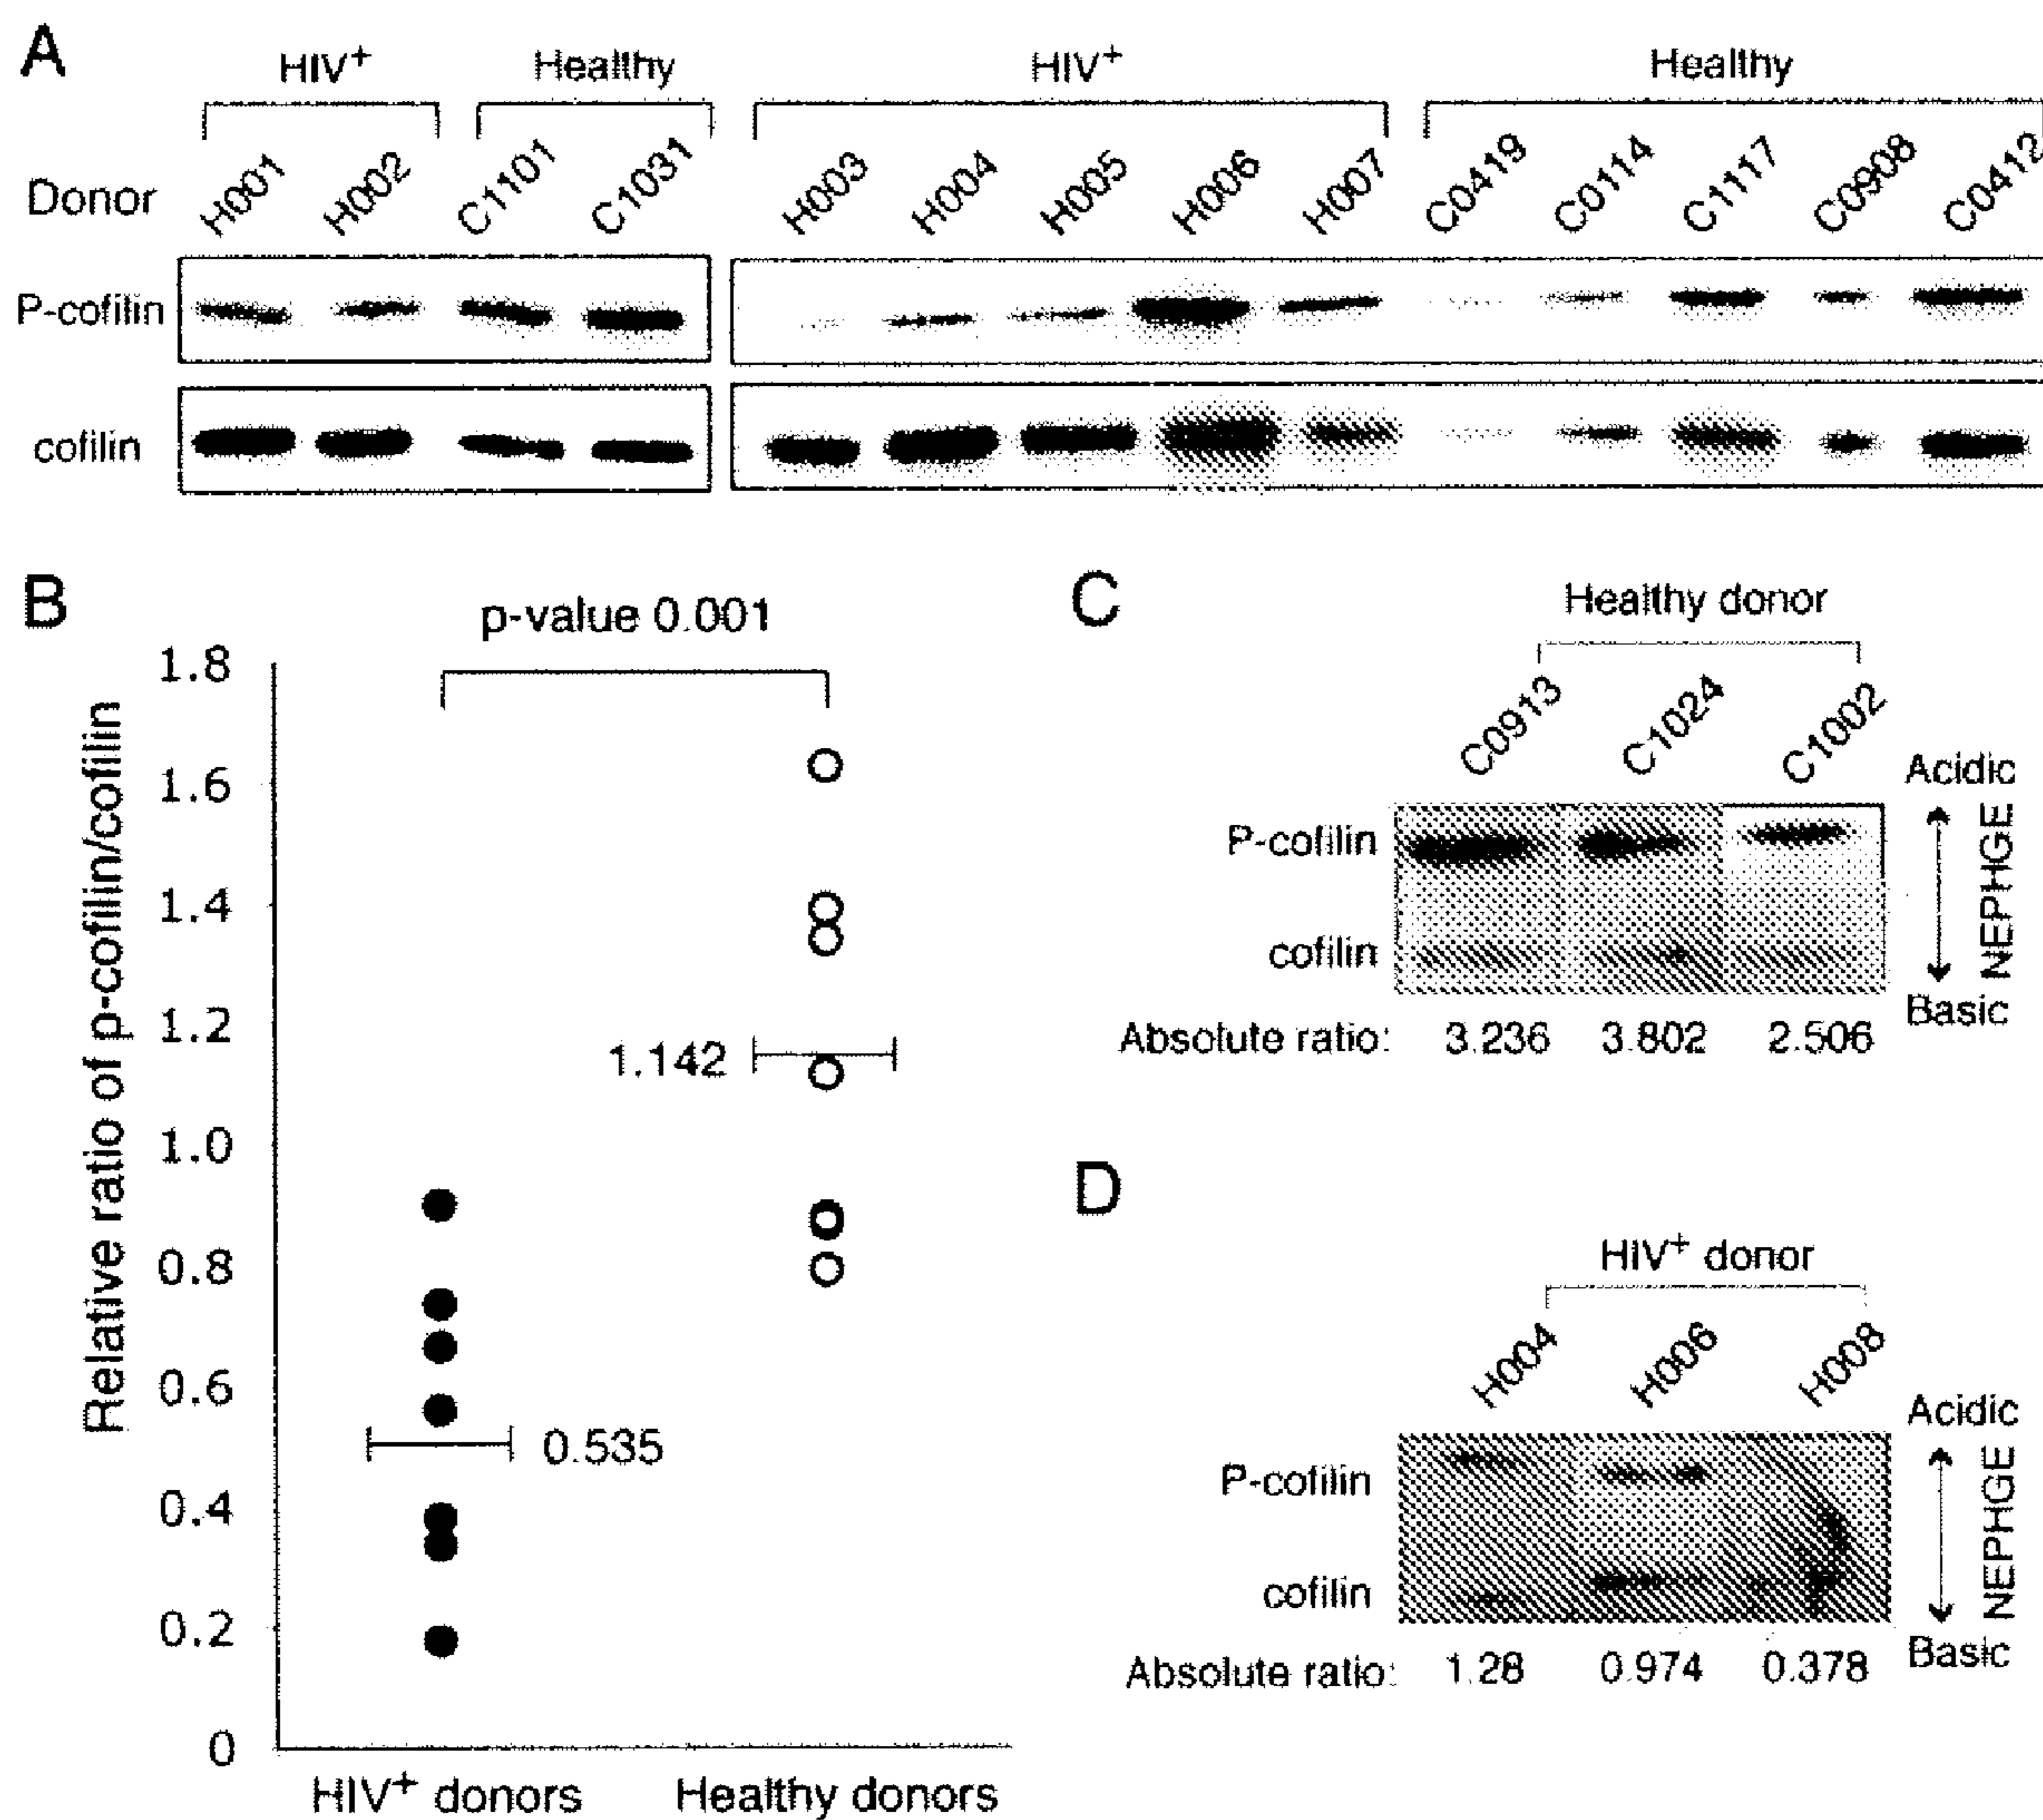 A
HIV+ Healthy HIV+ Healthy
Donor H001 H002 C1101 C1031 H003 H004 H005 H006 H007 C0419 C0114 C1117 C0908 C0412
P-cofilin
cofilin
B
p-value 0.001
Relative ratio of p-cofilin/cofilin
1.8
1.6
1.4
1.2
1.0
0.8
0.6
0.4
0.2
0
1.142
0.535
HIV+ donors Healthy donors
C
Healthy donor
C0913 C1024 C1002
P-cofilin
cofilin
Acidic
NEPHGE
Basic
Absolute ratio: 3.236 3.802 2.506
D
HIV+ donor
H004 H006 H008
P-cofilin
cofilin
Acidic
NEPHGE
Basic
Absolute ratio: 1.28 0.974 0.378